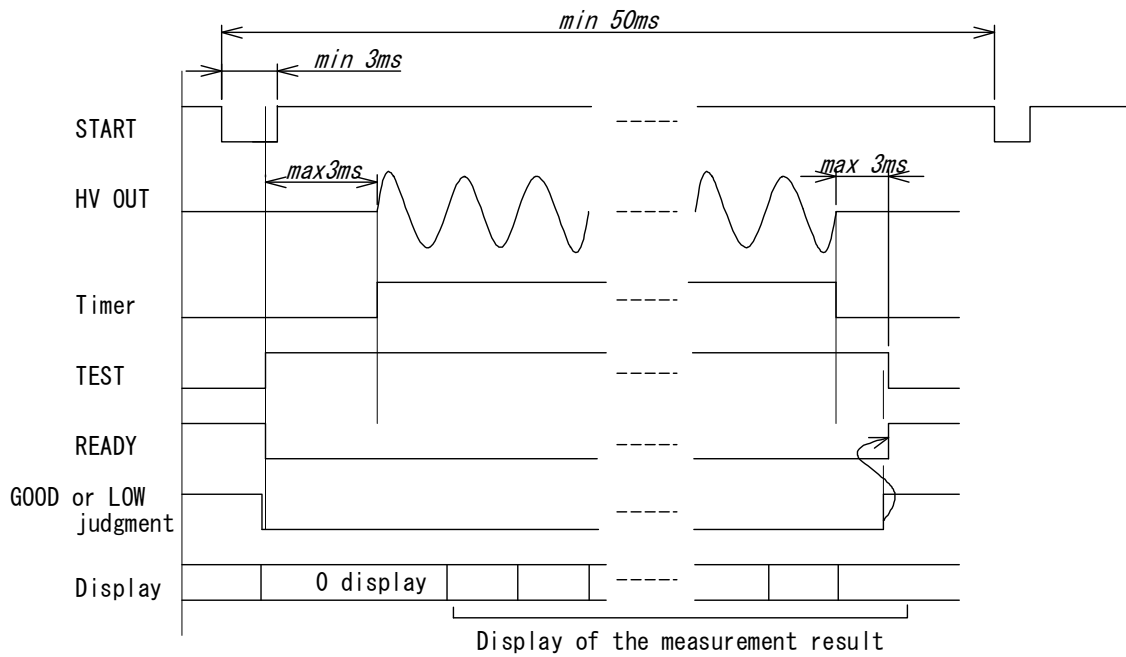 min 50ms
min 3ms
START
max3ms
max 3ms
HV OUT
Timer
TEST
READY
GOOD or LOW
judgment
Display
0 display
Display of the measurement result